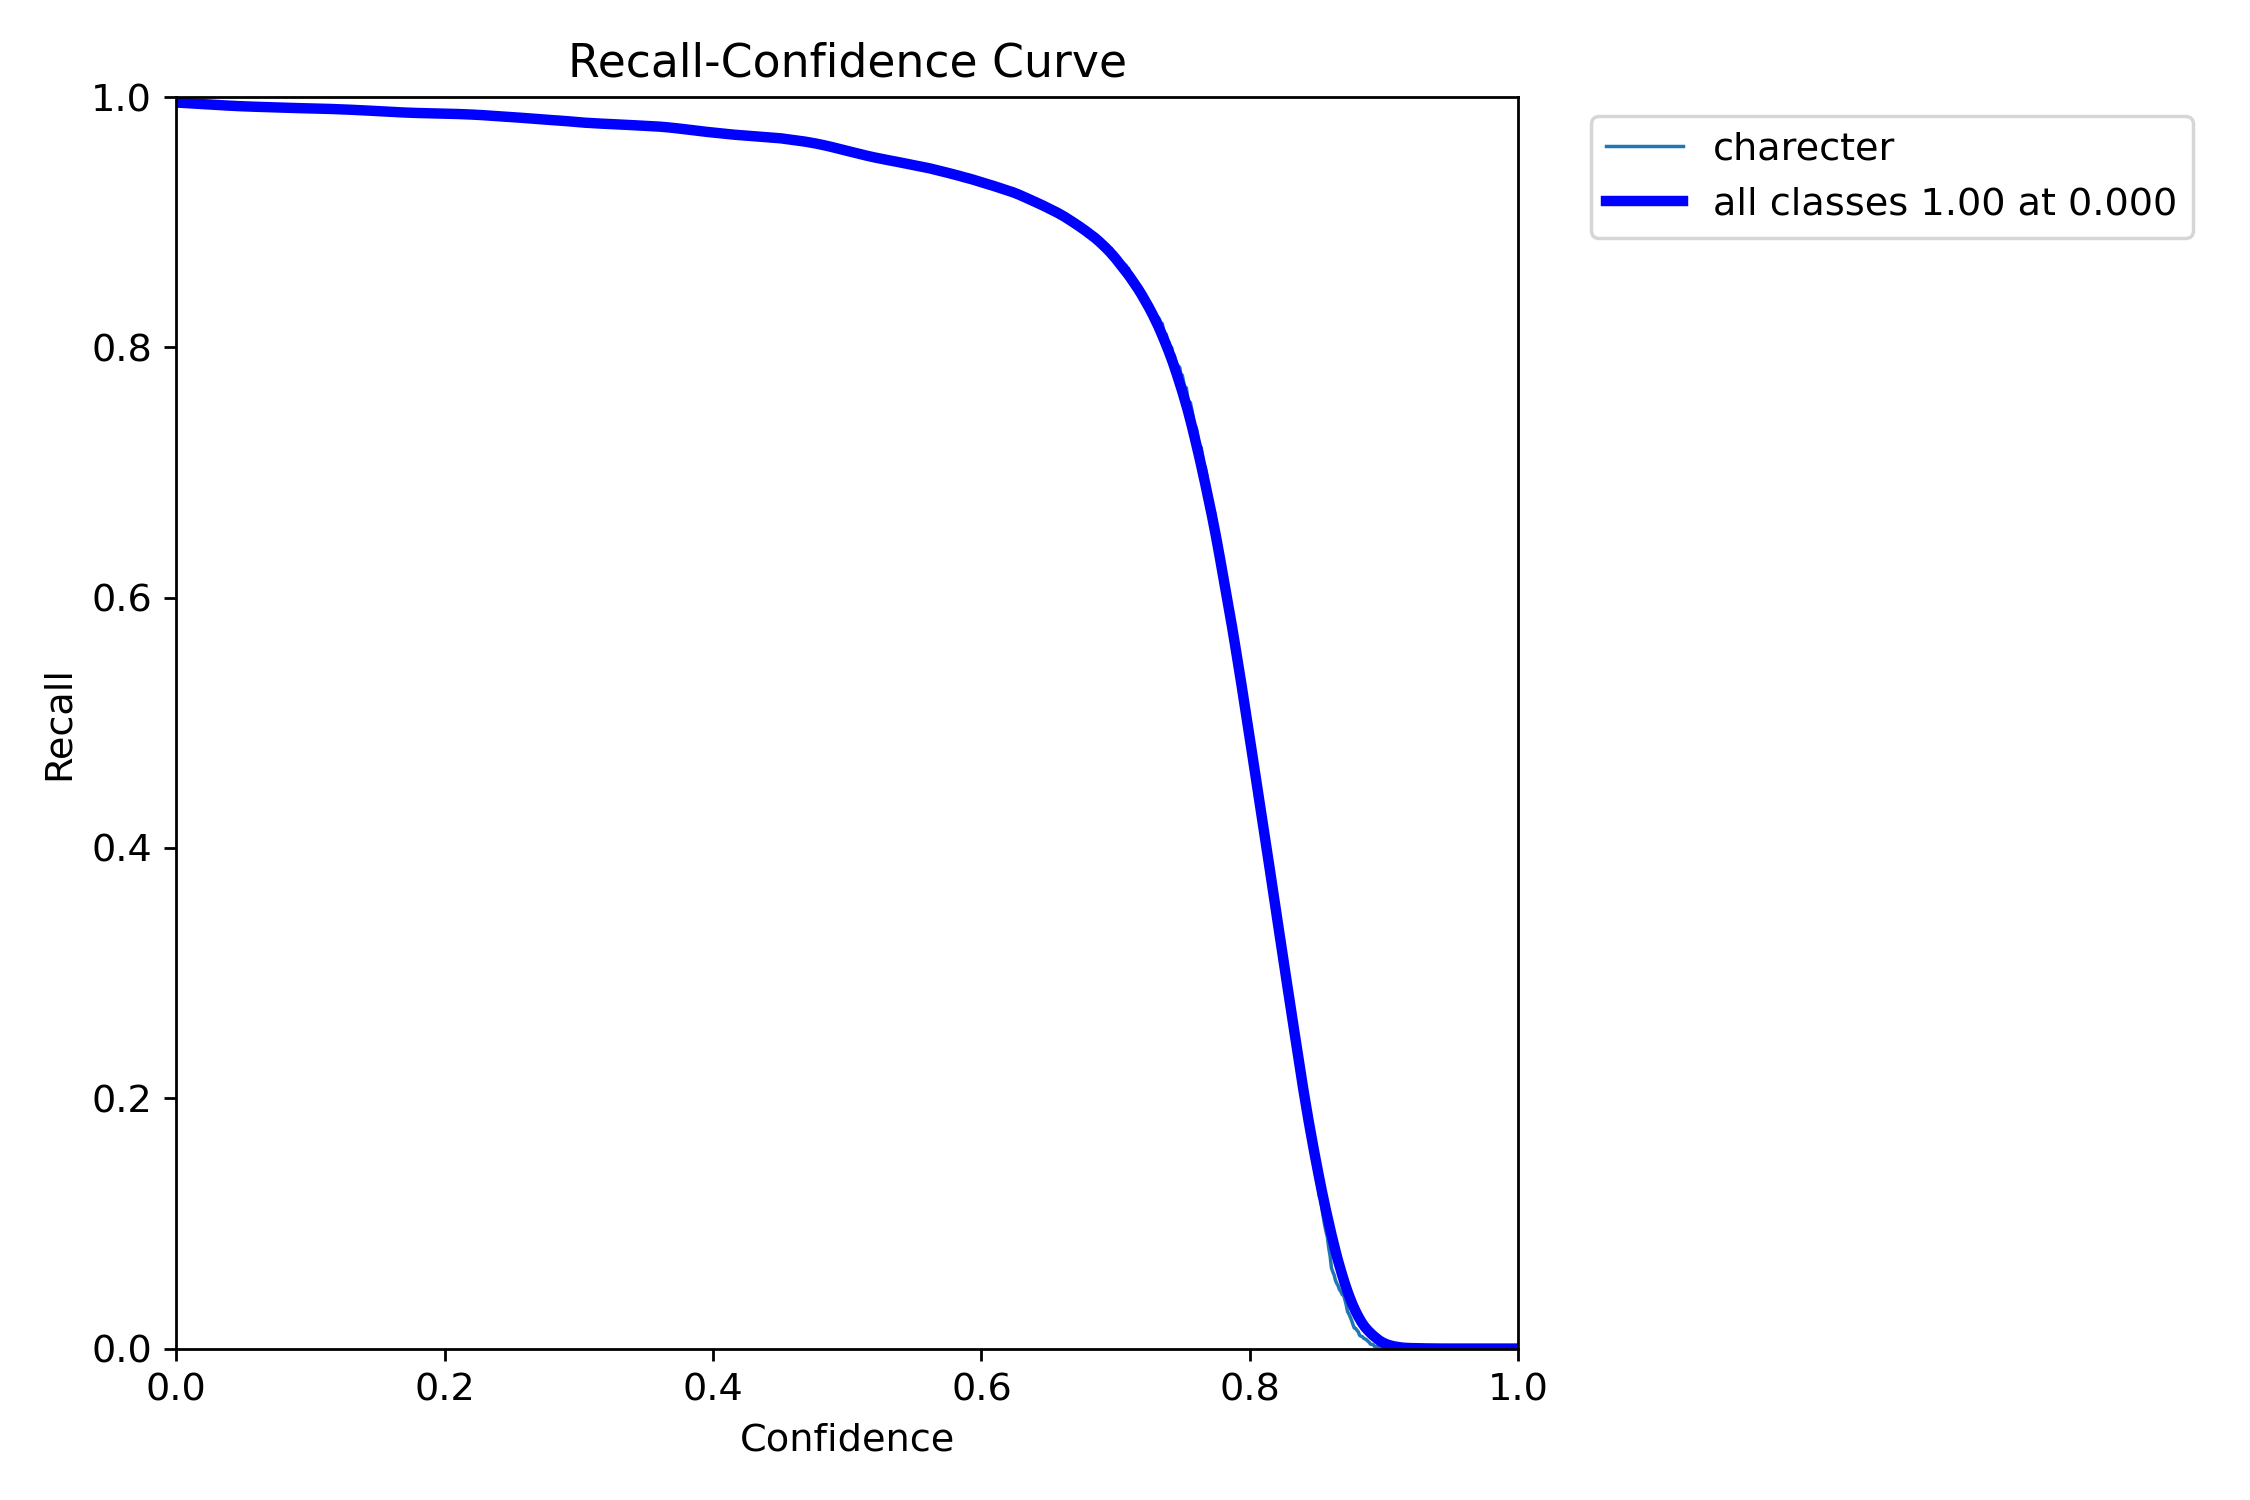 Recall-Confidence Curve
charecter
all classes 1.00 at 0.000
1.0
0.8
0.6
0.4
0.2
0.0
Recall
0.0 0.2 0.4 0.6 0.8 1.0
Confidence